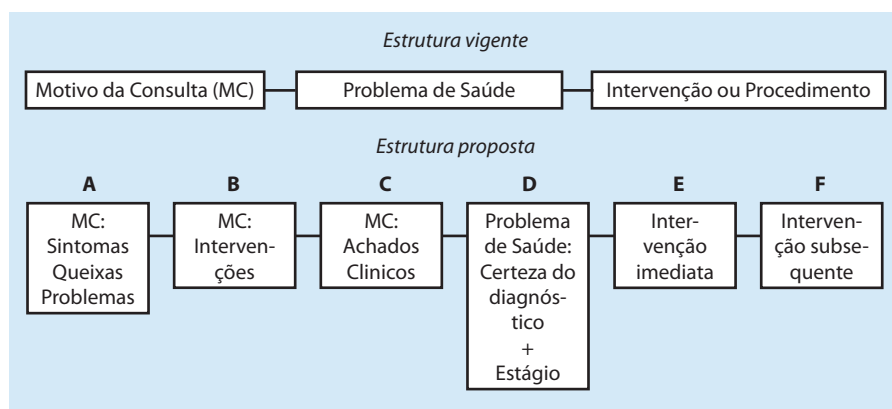 Estrutura vigente
Motivo da Consulta (MC)
Problema de Saúde
Intervenção ou Procedimento
Estrutura proposta
A
B
C
D
E
F
MC:
Sintomas
Queixas
Problemas
MC:
Interven-
ções
MC:
Achados
Clinicos
Problema
de Saúde:
Certeza do
diagnós-
tico
+
Estágio
Inter-
venção
imediata
Interven-
ção subse-
quente